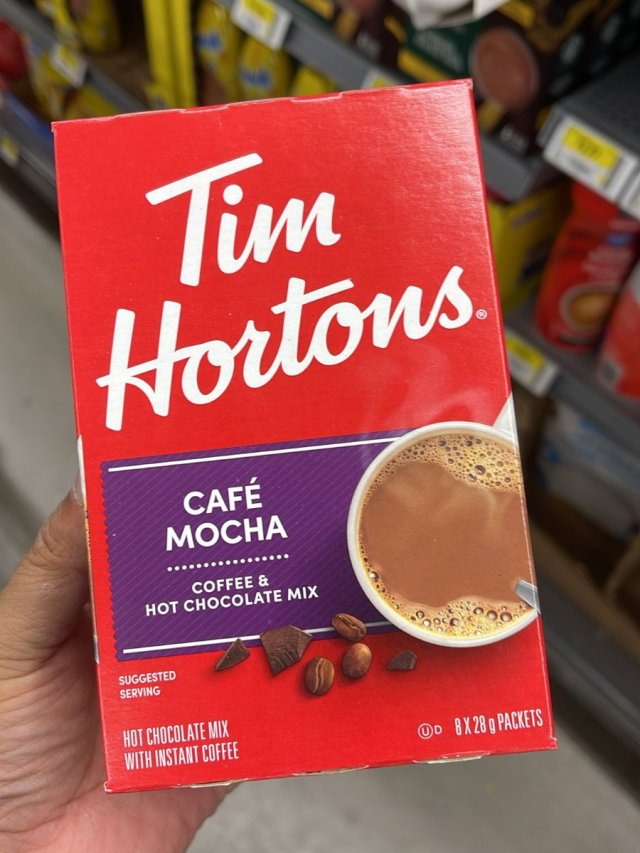 Tim
Hortons®
CAFÉ
MOCHA
COFFEE &
HOT CHOCOLATE MIX
SUGGESTED
SERVING
HOT CHOCOLATE MIX
WITH INSTANT COFFEE
Ⓤ D 8 X 28 g PACKETS